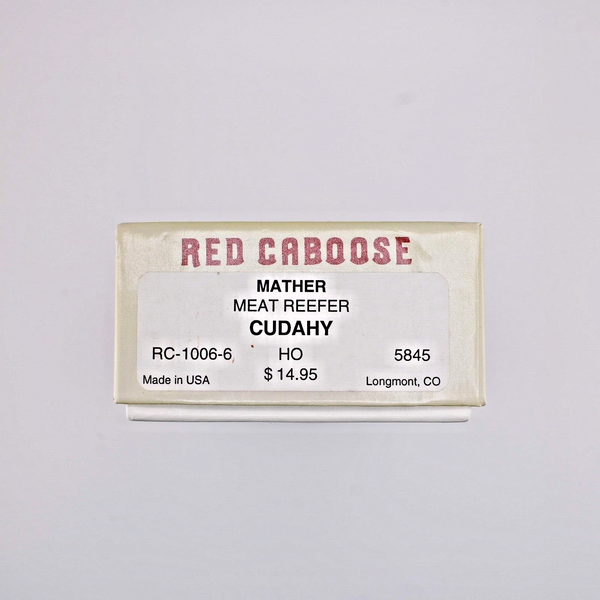 RED CABOOSE
MATHER
MEAT REEFER
CUDAHY
RC-1006-6 HO 5845
$ 14.95
Made in USA Longmont, CO